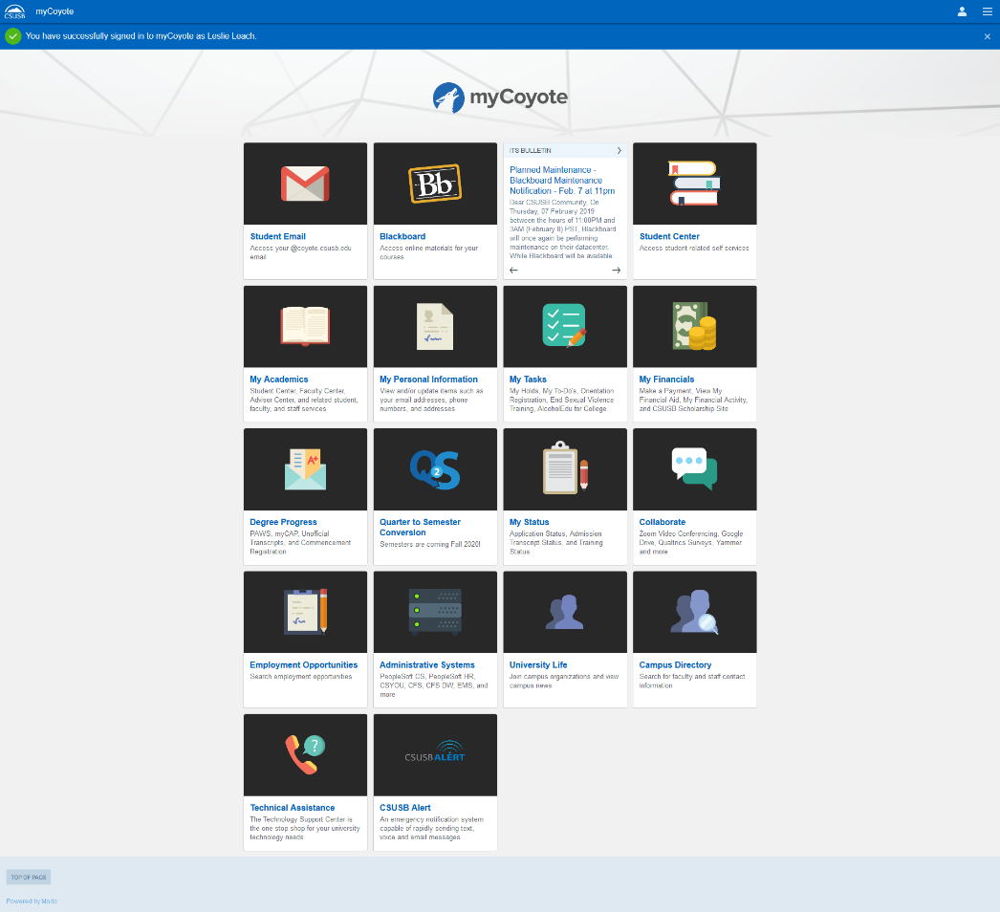 CSUSB
myCoyote
You have successfully signed in to myCoyote as Leslie Leach.
myCoyote
Student Email
Access your @coyote.csusb.edu
email
Bb
Blackboard
Access online materials for your
courses
ITS BULLETIN
Planned Maintenance -
Blackboard Maintenance
Notification - Feb. 7 at 11pm
Dear CSUSB Community, On
Thursday, 07 February 2019
between the hours of 11:00PM and
3AM (February 8) PST, Blackboard
will once again be performing
maintenance on their datacenter.
While Blackboard will be available
Student Center
Access student related self services
My Academics
Student Center, Faculty Center,
Advisor Center, and related student,
faculty, and staff services
My Personal Information
View and/or update items such as
your email addresses, phone
numbers, and addresses
My Tasks
My Holds, My To-Do's, Orientation
Registration, End Sexual Violence
Training, AlcoholEdu for College
My Financials
Make a Payment, View My
Financial Aid, My Financial Activity,
and CSUSB Scholarship Site
A+
Degree Progress
PAWS, myCAP, Unofficial
Transcripts, and Commencement
Registration
Q2S
Quarter to Semester
Conversion
Semesters are coming Fall 2020!
My Status
Application Status, Admission
Transcript Status, and Training
Status.
Collaborate
Zoom Video Conferencing, Google
Drive, Qualtrics Surveys, Yammer
and more
Employment Opportunities
Search employment opportunities
Administrative Systems
PeopleSoft CS, PeopleSoft HR,
CSYOU, CFS, CFS DW, EMS, and
more
University Life
Join campus organizations and view
campus news
Campus Directory
Search for faculty and staff contact
information
?
Technical Assistance
The Technology Support Center is
the one-stop shop for your university
technology needs
CSUSB ALERT
CSUSB Alert
An emergency notification system
capable of rapidly sending text,
voice and email messages
TOP OF PAGE
Powered by Modo